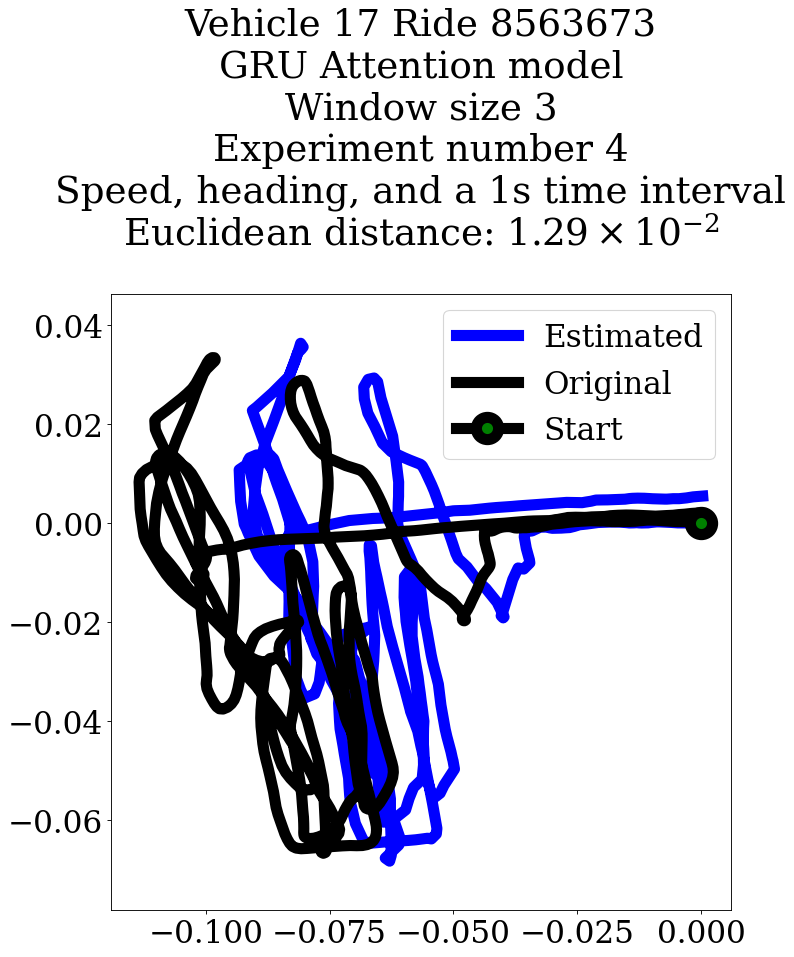 Vehicle 17 Ride 8563673
GRU Attention model
Window size 3
Experiment number 4
Speed, heading, and a 1s time interval
Euclidean distance: 1.29 × 10⁻²
Estimated
Original
Start
0.04
0.02
0.00
−0.02
−0.04
−0.06
−0.100 −0.075 −0.050 −0.025 0.000